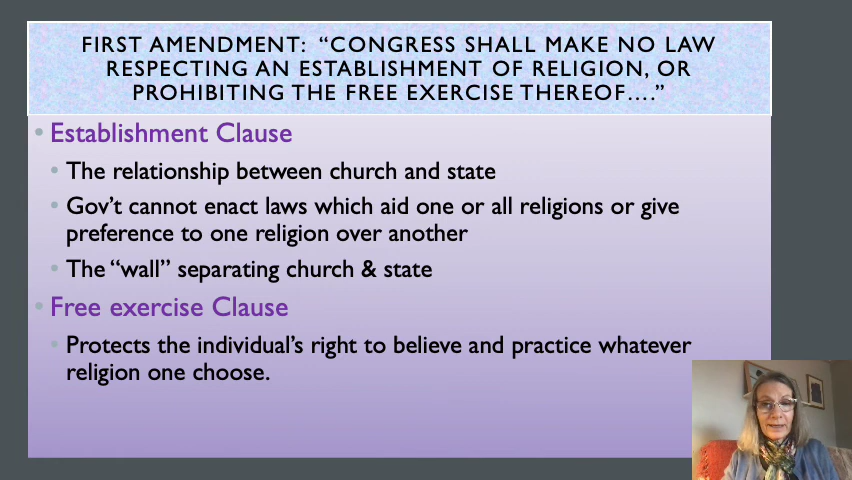 FIRST AMENDMENT: “CONGRESS SHALL MAKE NO LAW
RESPECTING AN ESTABLISHMENT OF RELIGION, OR
PROHIBITING THE FREE EXERCISE THEREOF….”
• Establishment Clause
• The relationship between church and state
• Gov’t cannot enact laws which aid one or all religions or give
preference to one religion over another
• The “wall” separating church & state
• Free exercise Clause
• Protects the individual’s right to believe and practice whatever
religion one choose.